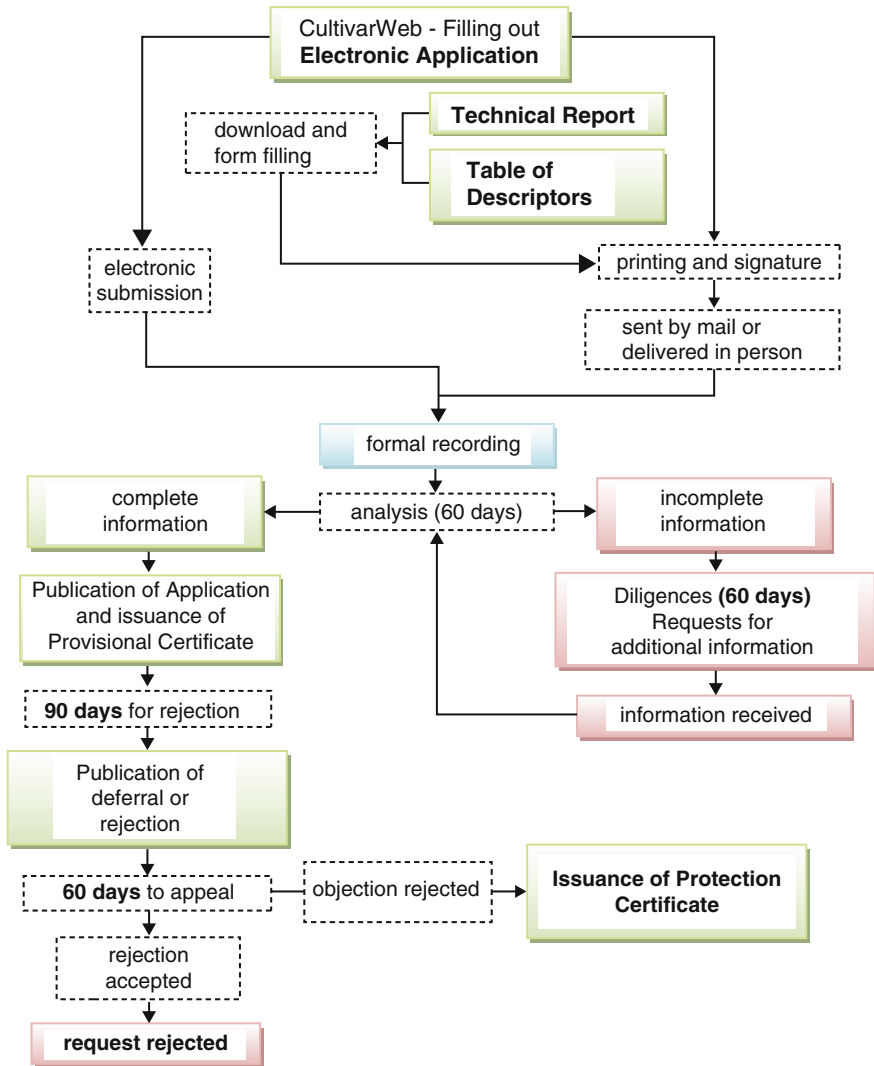 CultivarWeb - Filling out
Electronic Application
download and
form filling
Technical Report
Table of
Descriptors
electronic
submission
printing and signature
sent by mail or
delivered in person
formal recording
complete
information
analysis (60 days)
incomplete
information
Publication of Application
and issuance of
Provisional Certificate
Diligences (60 days)
Requests for
additional information
90 days for rejection
information received
Publication of
deferral or
rejection
60 days to appeal
objection rejected
Issuance of Protection
Certificate
rejection
accepted
request rejected